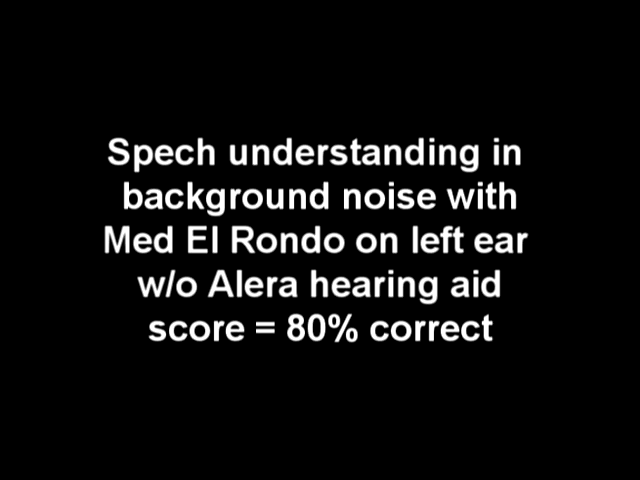 Spech understanding in
background noise with
Med El Rondo on left ear
w/o Alera hearing aid
score = 80% correct